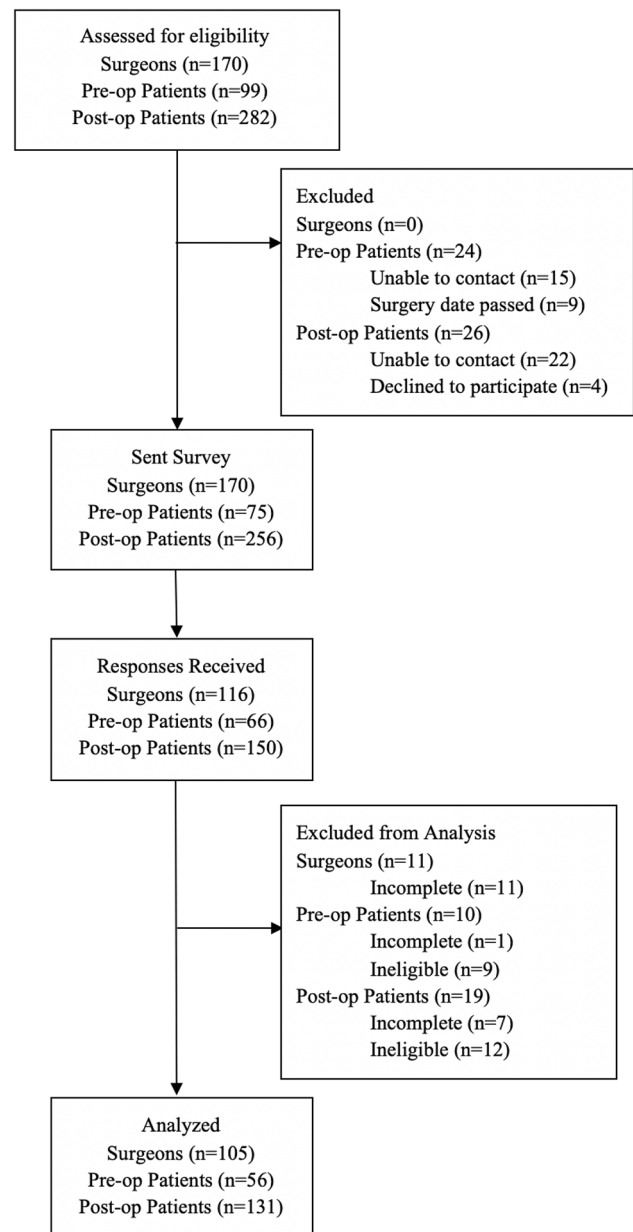 Assessed for eligibility
Surgeons (n=170)
Pre-op Patients (n=99)
Post-op Patients (n=282)
Excluded
Surgeons (n=0)
Pre-op Patients (n=24)
Unable to contact (n=15)
Surgery date passed (n=9)
Post-op Patients (n=26)
Unable to contact (n=22)
Declined to participate (n=4)
Sent Survey
Surgeons (n=170)
Pre-op Patients (n=75)
Post-op Patients (n=256)
Responses Received
Surgeons (n=116)
Pre-op Patients (n=66)
Post-op Patients (n=150)
Excluded from Analysis
Surgeons (n=11)
Incomplete (n=11)
Pre-op Patients (n=10)
Incomplete (n=1)
Ineligible (n=9)
Post-op Patients (n=19)
Incomplete (n=7)
Ineligible (n=12)
Analyzed
Surgeons (n=105)
Pre-op Patients (n=56)
Post-op Patients (n=131)